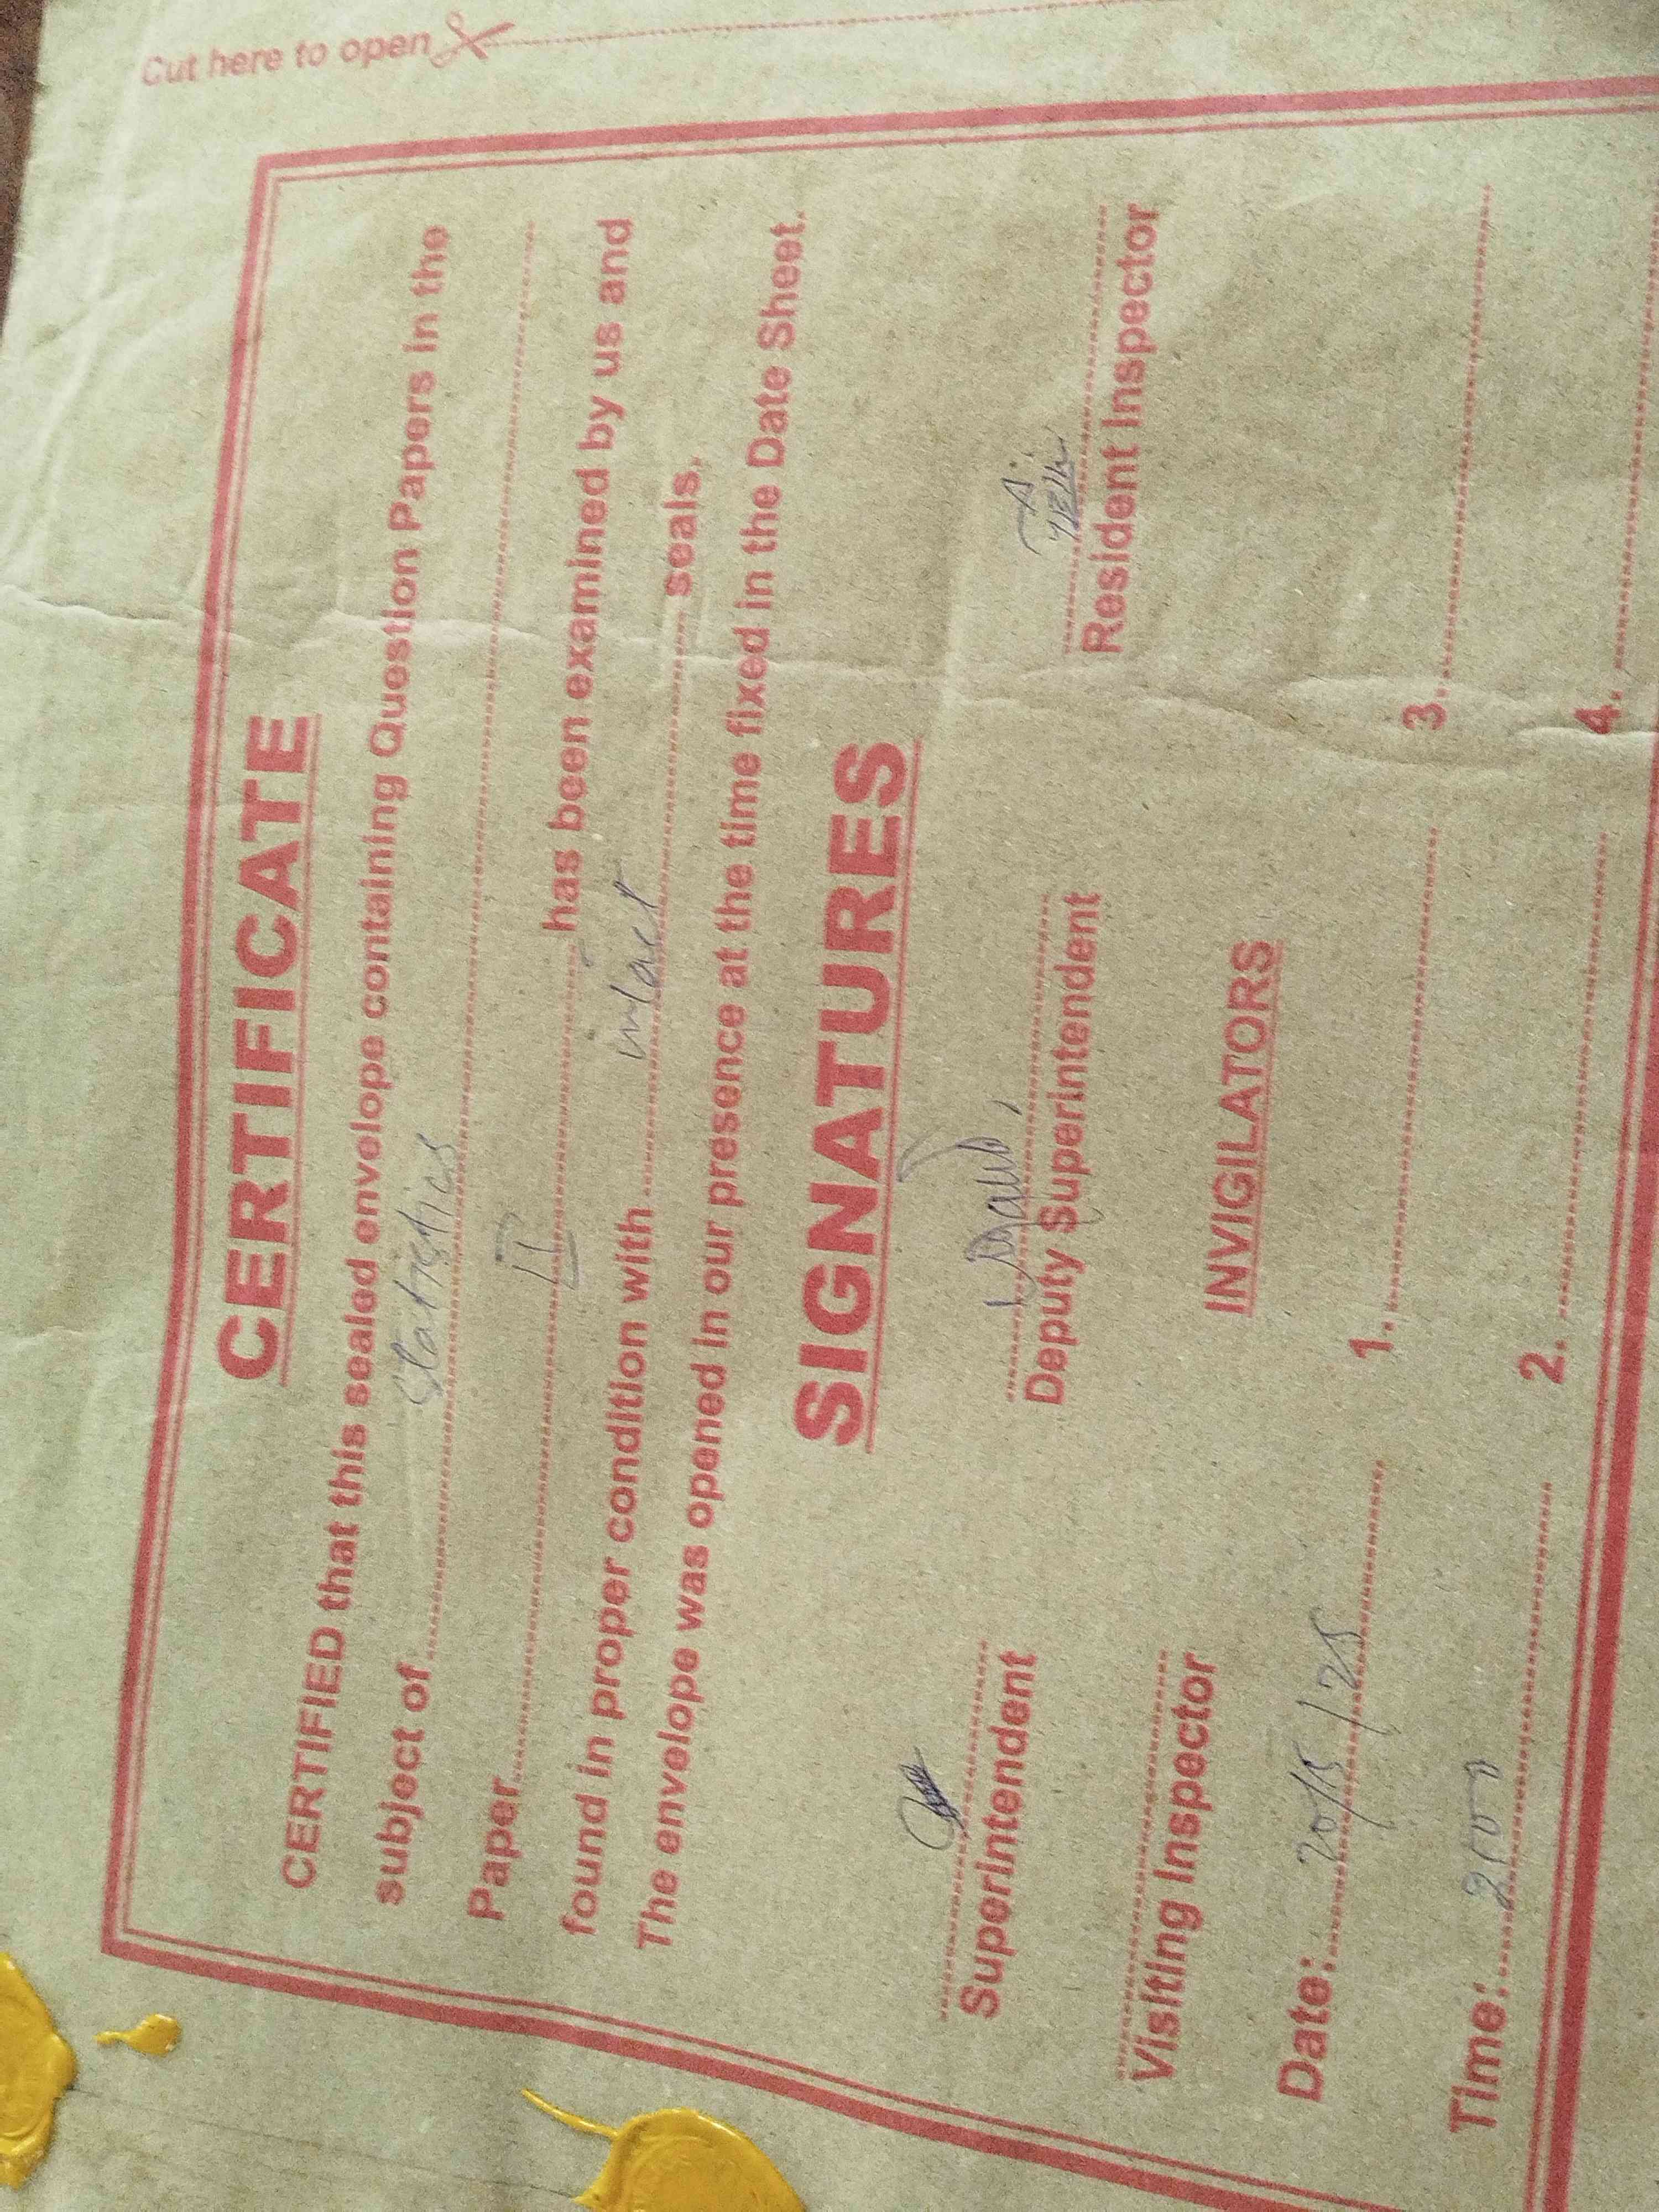 Cut here to open
CERTIFICATE
CERTIFIED that this sealed envelope containing Question Papers in the
subject of Statistics
Paper II has been examined by us and
found in proper condition with intact seals.
The envelope was opened in our presence at the time fixed in the Date Sheet.
SIGNATURES
Superintendent Deputy Superintendent Resident Inspector
Visiting Inspector INVIGILATORS
Date: 20/5/25 1. 3.
Time: 2. 4.